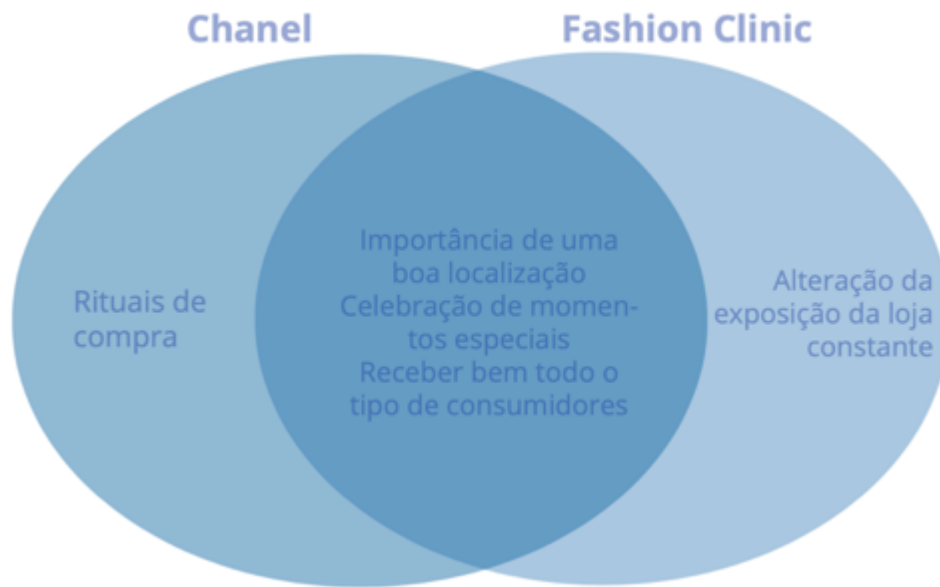 Chanel
Fashion Clinic
Rituais de
compra
Importância de uma
boa localização
Celebração de momen-
tos especiais
Receber bem todo o
tipo de consumidores
Alteração da
exposição da loja
constante